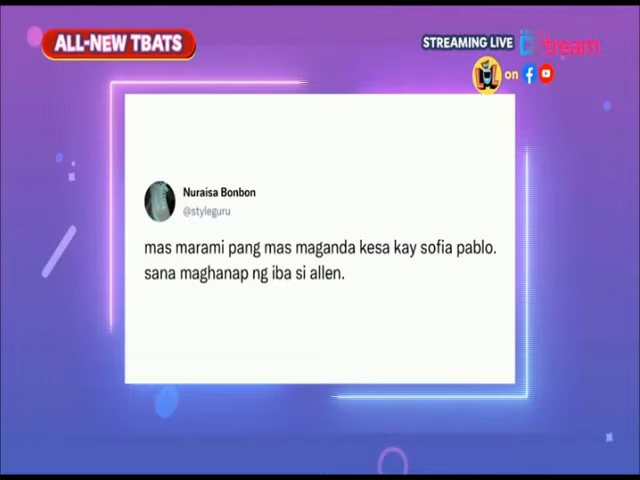 ALL-NEW TBATS
STREAMING LIVE
on
Nuraisa Bonbon
@styleguru
mas marami pang mas maganda kesa kay sofia pablo.
sana maghanap ng iba si allen.